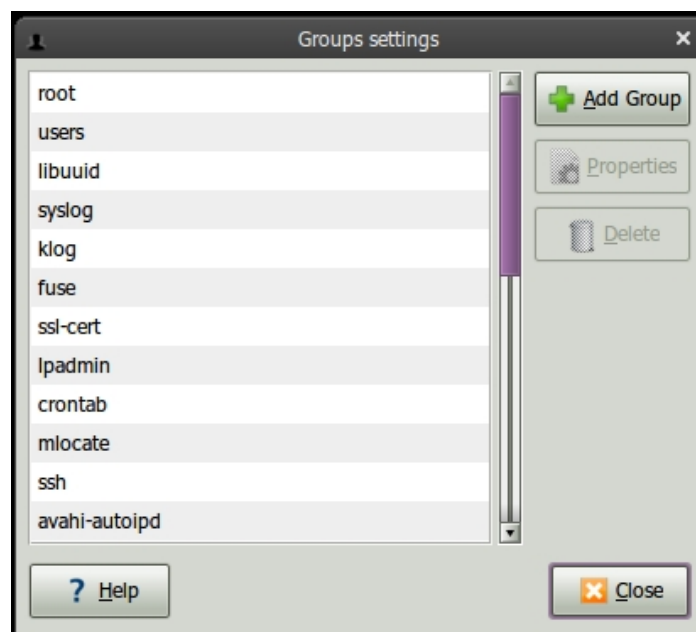 Groups settings
root
users
libuuid
syslog
klog
fuse
ssl-cert
lpadmin
crontab
mlocate
ssh
avahi-autoipd
Add Group
Properties
Delete
? Help
Close